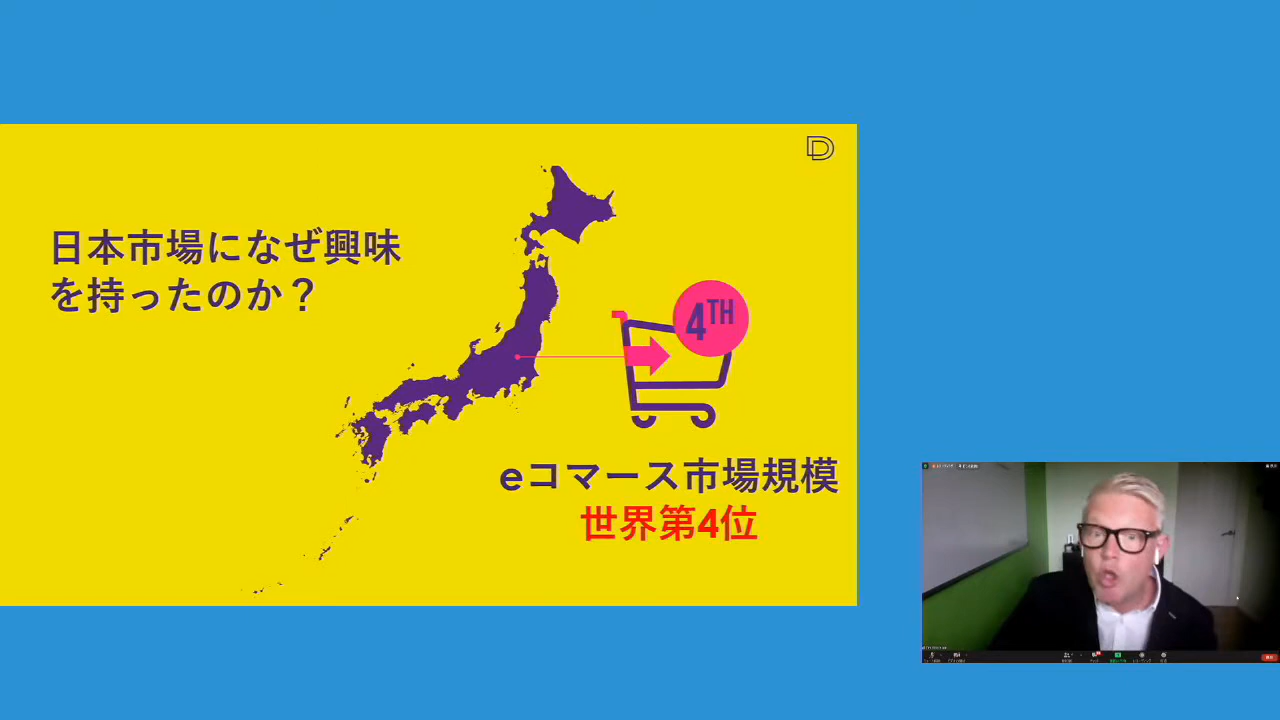 日本市場になぜ興味
を持ったのか？
4TH
eコマース市場規模
世界第4位